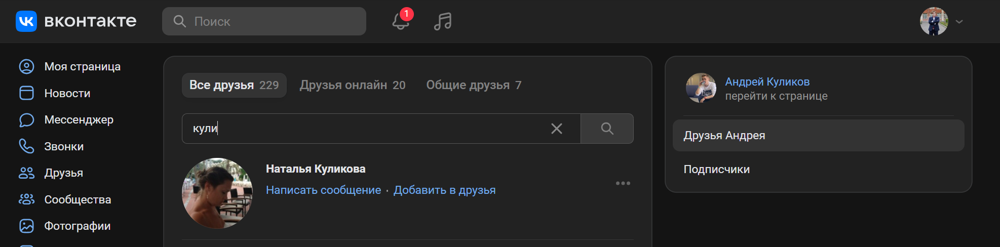 вконтакте
Поиск
1
Моя страница
Новости
Мессенджер
Звонки
Друзья
Сообщества
Фотографии
Все друзья 229 Друзья онлайн 20 Общие друзья 7
кули
Наталья Куликова
Написать сообщение · Добавить в друзья
Андрей Куликов
перейти к странице
Друзья Андрея
Подписчики